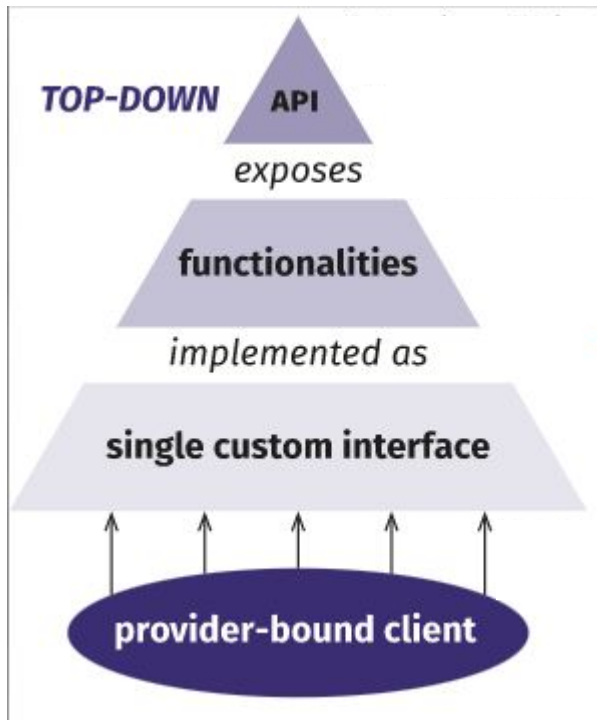 TOP-DOWN
API
exposes
functionalities
implemented as
single custom interface
provider-bound client